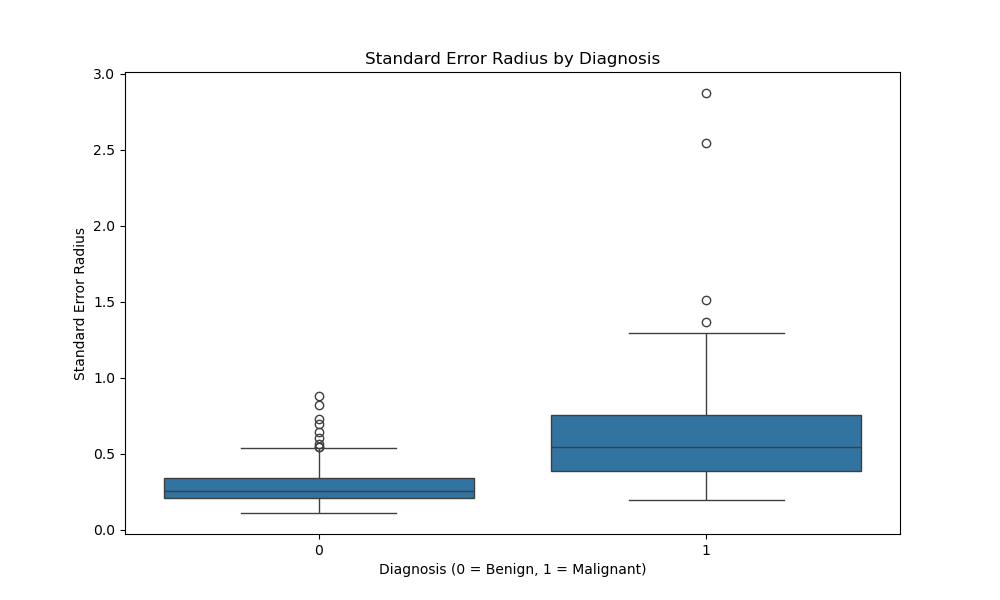 Standard Error Radius by Diagnosis
3.0
2.5
2.0
1.5
1.0
0.5
0.0
Standard Error Radius
0 1
Diagnosis (0 = Benign, 1 = Malignant)